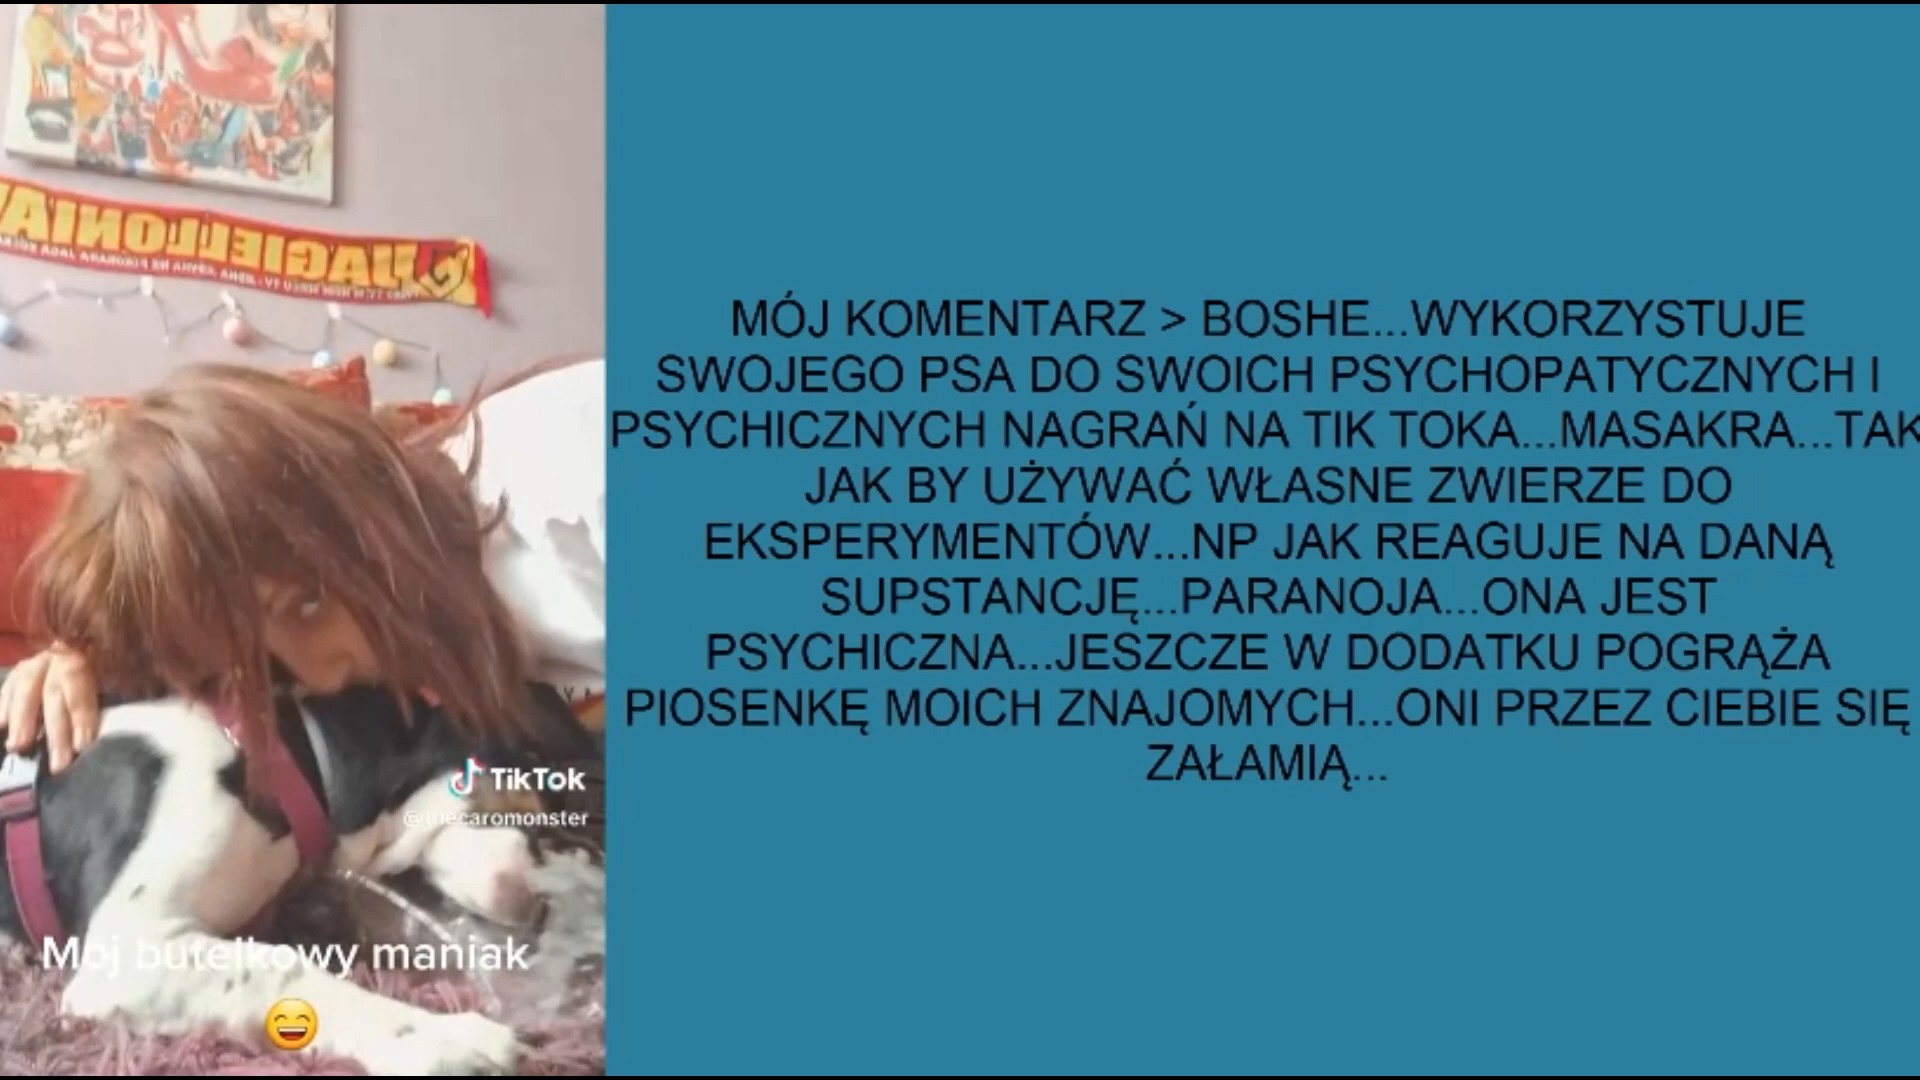 JAGIELLONIA
MÓJ KOMENTARZ > BOSHE...WYKORZYSTUJE
SWOJEGO PSA DO SWOICH PSYCHOPATYCZNYCH I
PSYCHICZNYCH NAGRAŃ NA TIK TOKA...MASAKRA...TAK
JAK BY UŻYWAĆ WŁASNE ZWIERZE DO
EKSPERYMENTÓW...NP JAK REAGUJE NA DANĄ
SUPSTANCJĘ...PARANOJA...ONA JEST
PSYCHICZNA...JESZCZE W DODATKU POGRĄŻA
PIOSENKĘ MOICH ZNAJOMYCH...ONI PRZEZ CIEBIE SIĘ
ZAŁAMIĄ...
TikTok
@thecaromonster
Moj butelkowy maniak